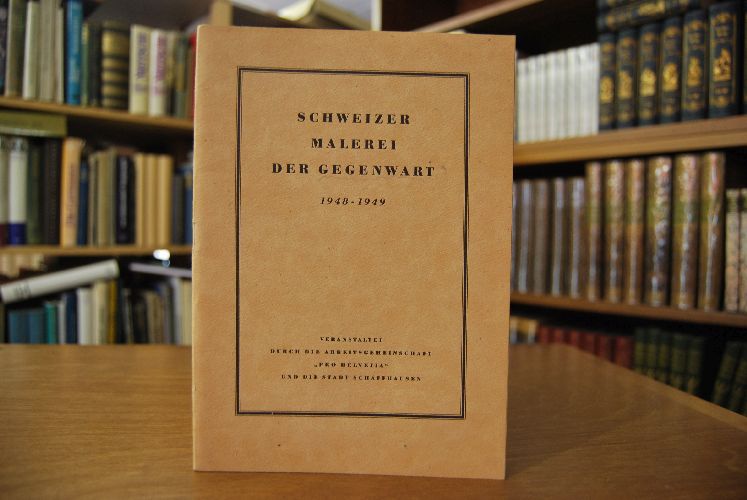 SCHWEIZER
MALEREI
DER GEGENWART
1948-1949
VERANSTALTET
DURCH DIE ARBEITSGEMEINSCHAFT
„PRO HELVETIA“
UND DIE STADT SCHAFFHAUSEN